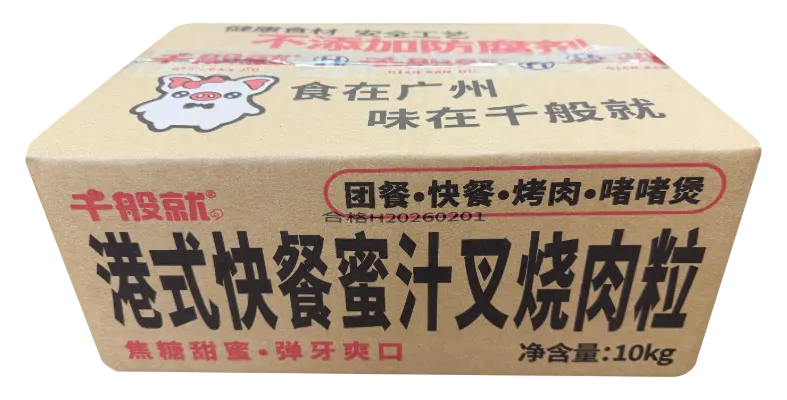 健康食材 安全工艺
不添加防腐剂
食在广州
味在千般就
千般就®
团餐·快餐·烤肉·啫啫煲
合格H20260201
港式快餐蜜汁叉烧肉粒
焦糖甜蜜·弹牙爽口
净含量:10kg